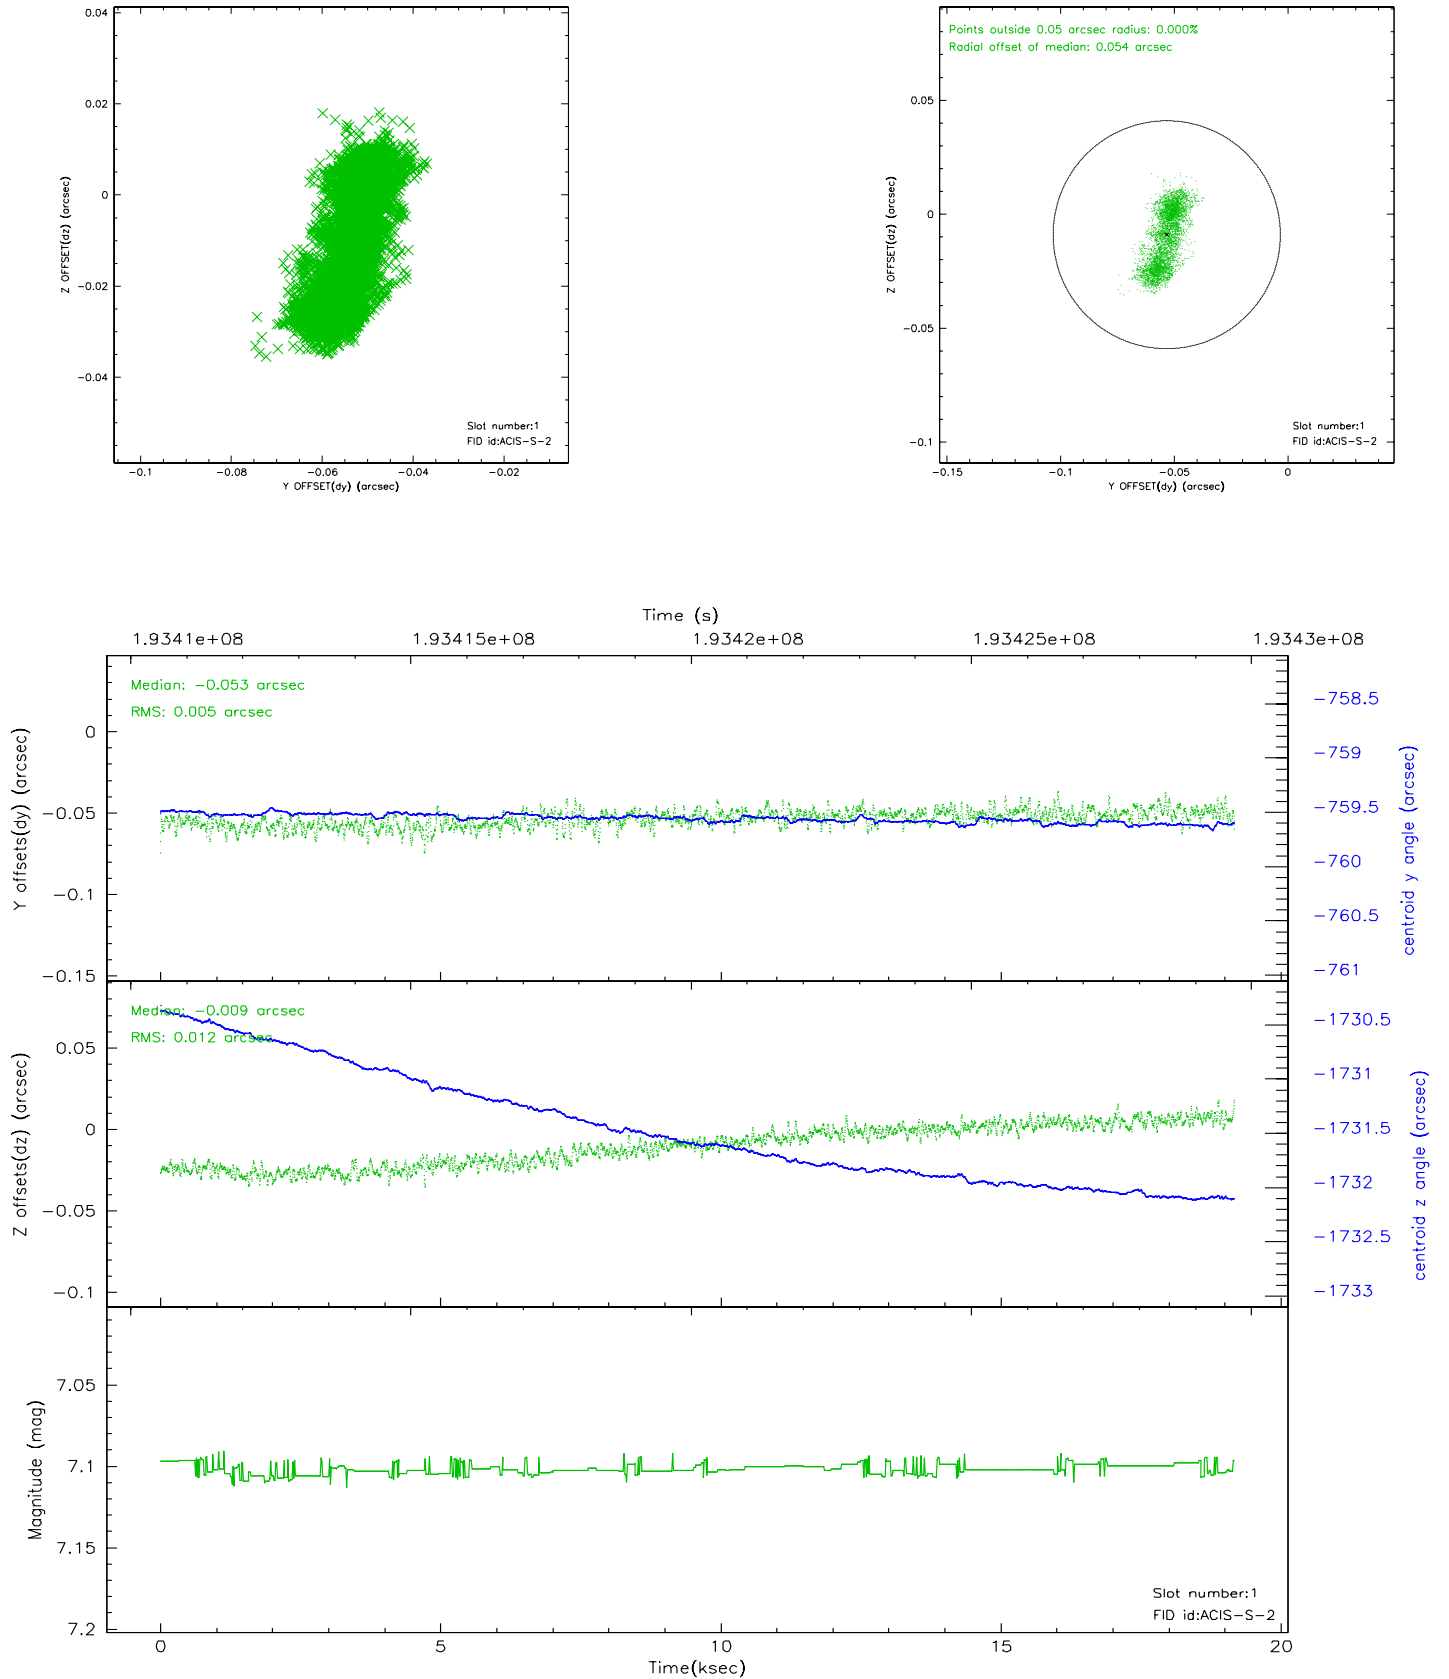 0.04
0.02
0
-0.02
-0.04
Z OFFSET(dz) (arcsec)
Slot number:1
FID id:ACIS-S-2
-0.1 -0.08 -0.06 -0.04 -0.02
Y OFFSET(dy) (arcsec)
Points outside 0.05 arcsec radius: 0.000%
Radial offset of median: 0.054 arcsec
0.05
0
-0.05
-0.1
Z OFFSET(dz) (arcsec)
Slot number:1
FID id:ACIS-S-2
-0.15 -0.1 -0.05 0
Y OFFSET(dy) (arcsec)
Time (s)
1.9341e+08 1.93415e+08 1.9342e+08 1.93425e+08 1.9343e+08
Median: -0.053 arcsec
RMS: 0.005 arcsec
0
-0.05
-0.1
-0.15
Y offsets(dy) (arcsec)
-758.5
-759
-759.5
-760
-760.5
-761
centroid y angle (arcsec)
Median: -0.009 arcsec
RMS: 0.012 arcsec
0.05
0
-0.05
-0.1
Z offsets(dz) (arcsec)
-1730.5
-1731
-1731.5
-1732
-1732.5
-1733
centroid z angle (arcsec)
7.05
7.1
7.15
7.2
Magnitude (mag)
Slot number:1
FID id:ACIS-S-2
0 5 10 15 20
Time(ksec)